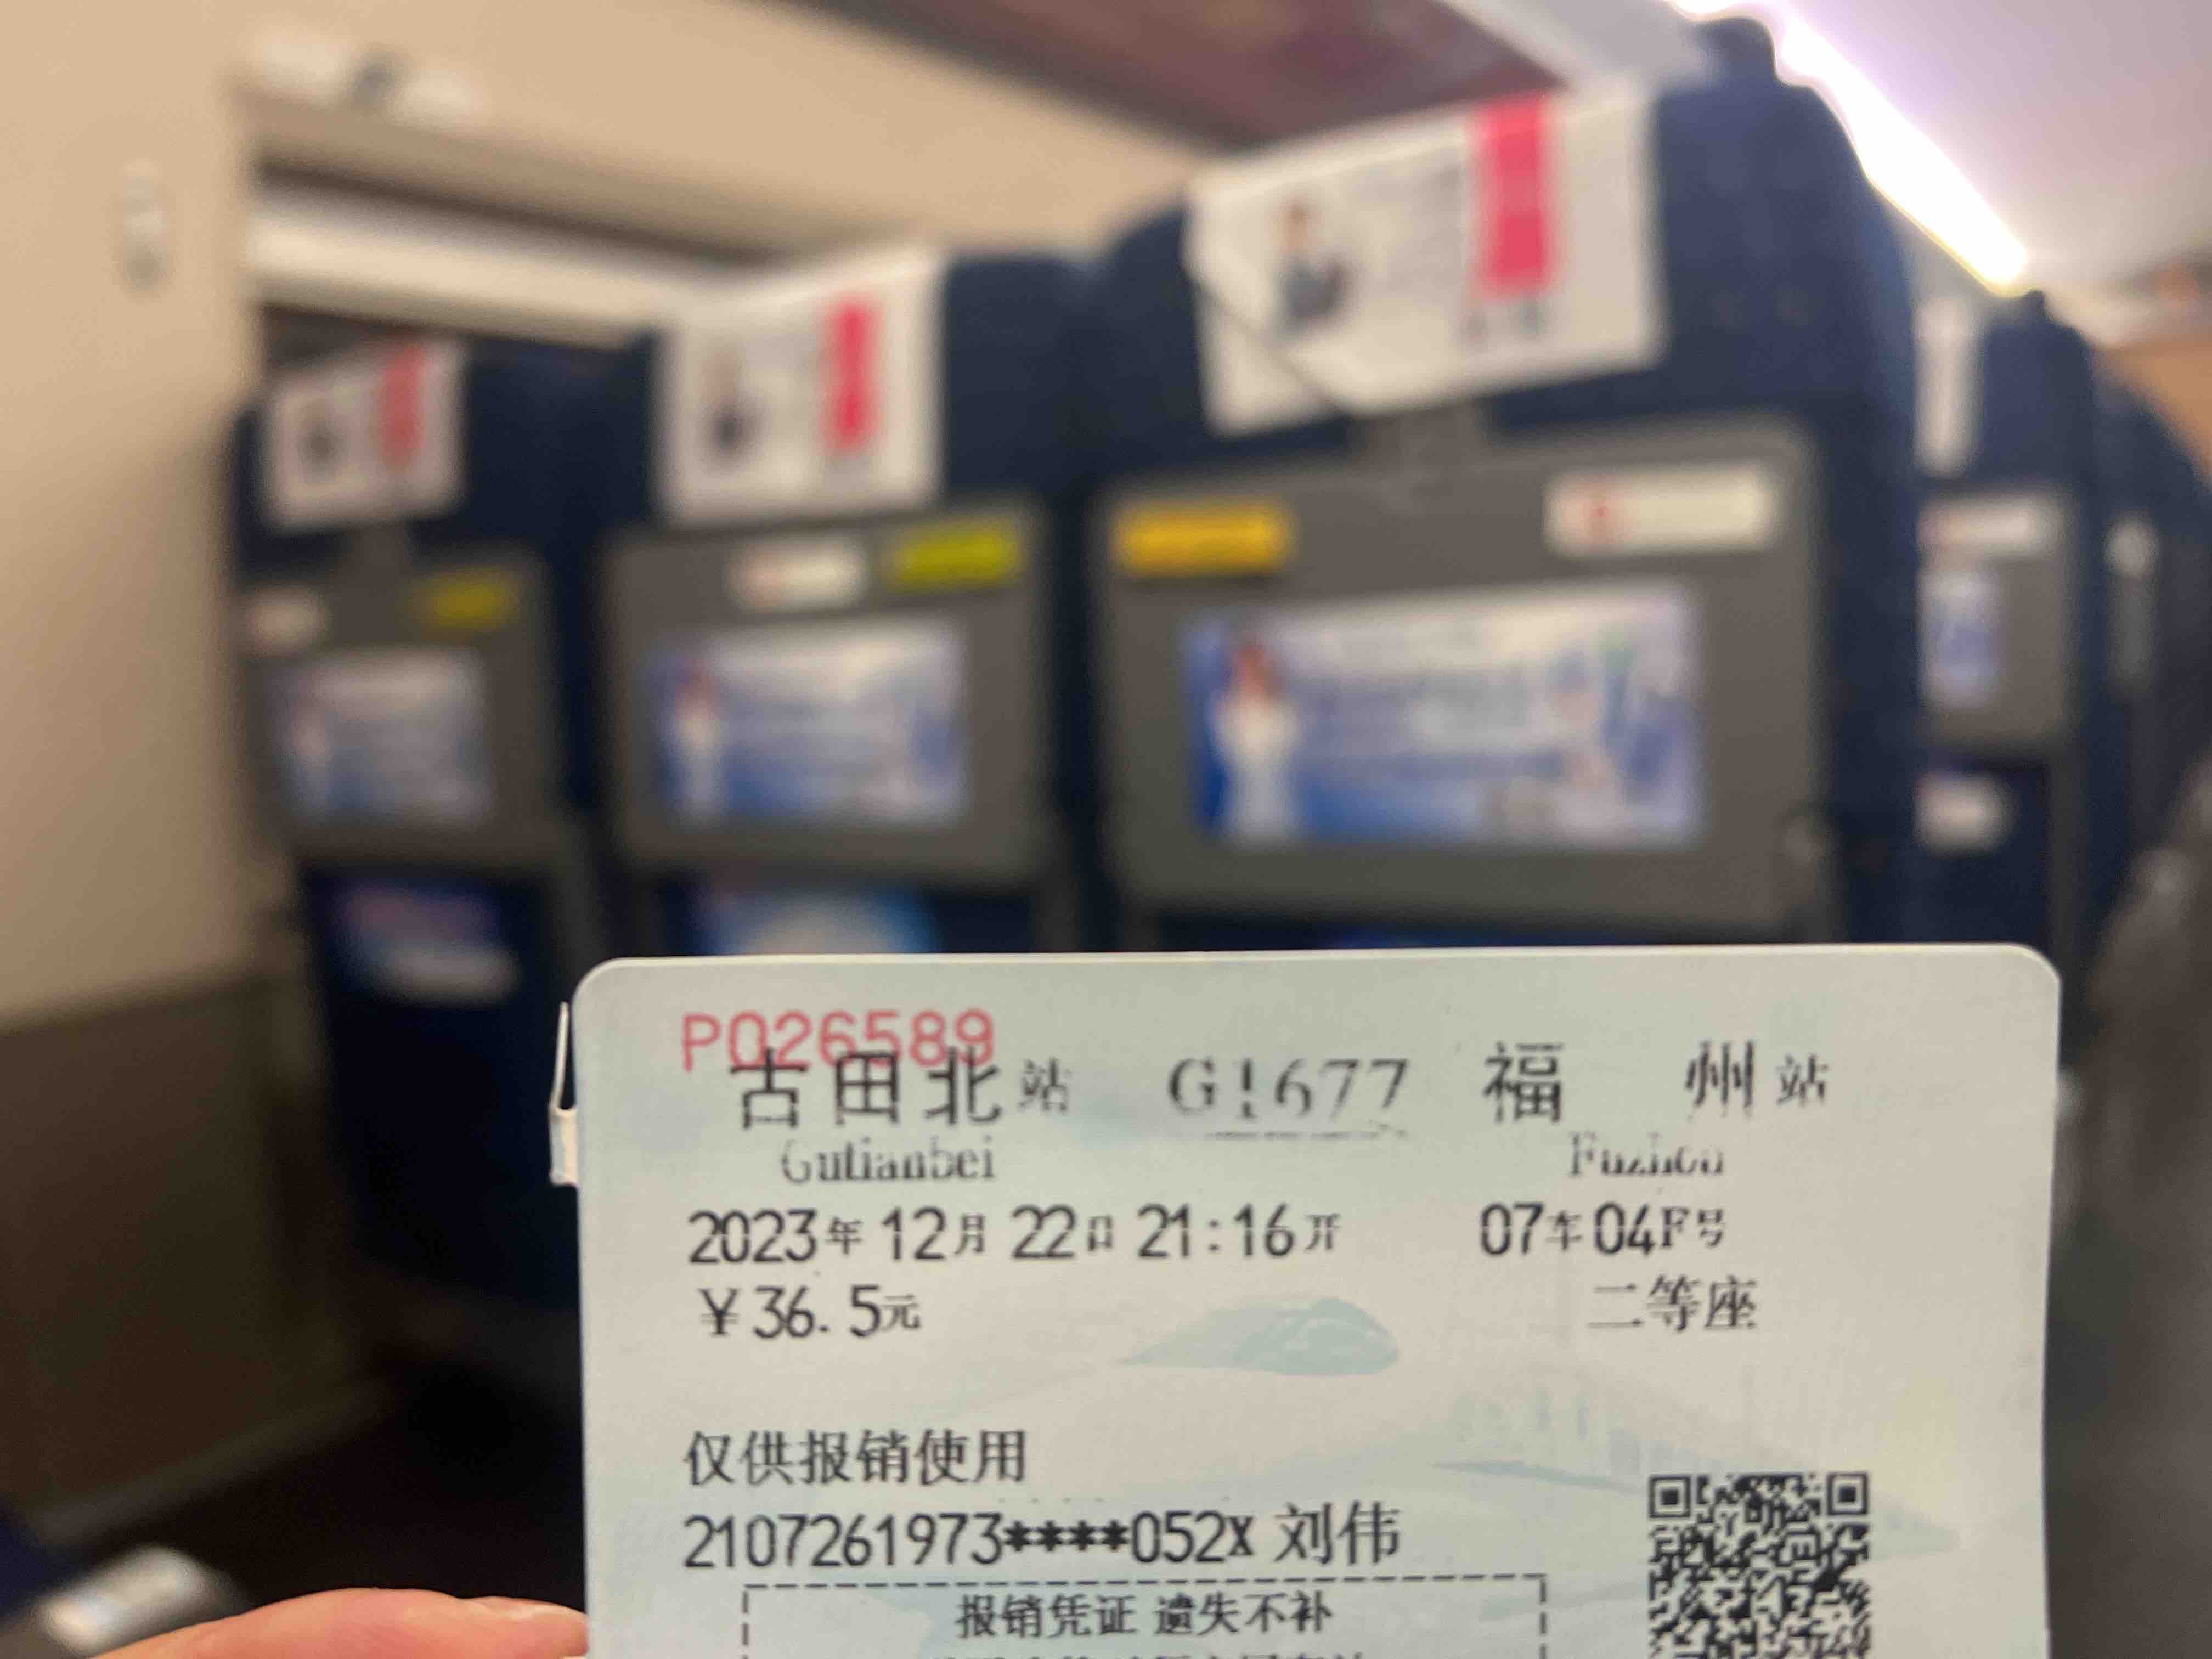 P026589
古田北站 G1677 福州站
Gutianbei Fuzhou
2023年12月22日21:16开 07车04F号
￥36.5元 二等座
仅供报销使用
2107261973****052X 刘伟
报销凭证 遗失不补